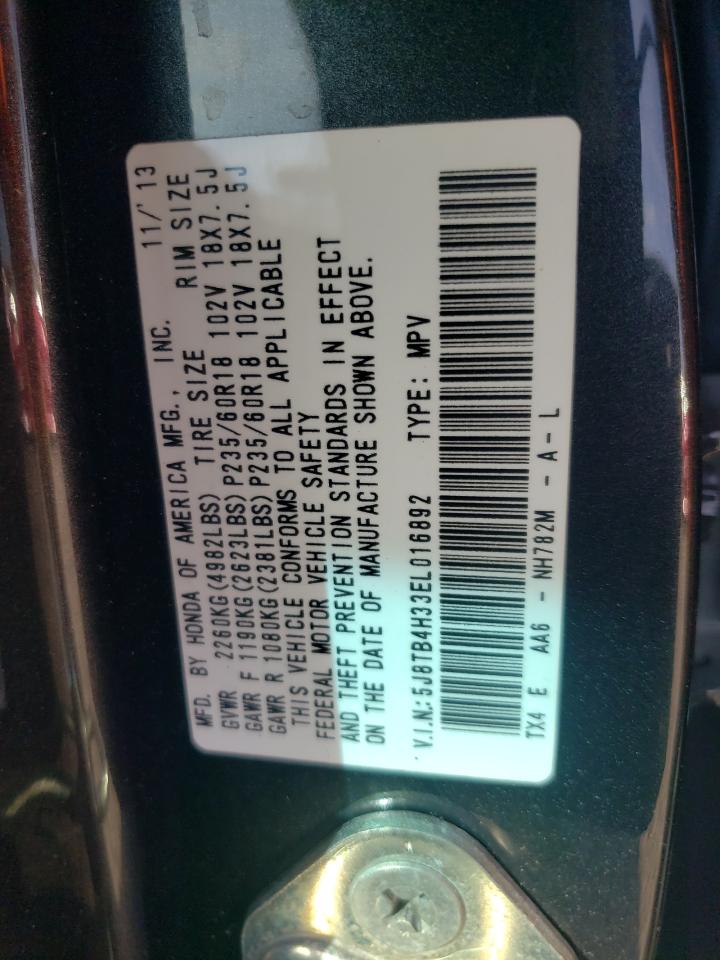 MFD. BY HONDA OF AMERICA MFG., INC. 11/'13
GVWR 2260KG(4982LBS) TIRE SIZE RIM SIZE
GAWR F 1190KG(2623LBS)P235/60R18 102V 18X7.5J
GAWR R 1080KG(2381LBS)P235/60R18 102V 18X7.5J
THIS VEHICLE CONFORMS TO ALL APPLICABLE
FEDERAL MOTOR VEHICLE SAFETY
AND THEFT PREVENTION STANDARDS IN EFFECT
ON THE DATE OF MANUFACTURE SHOWN ABOVE.
V.I.N.:5J8TB4H33EL016892 TYPE: MPV
TX4 E AA6 - NH782M - A- L